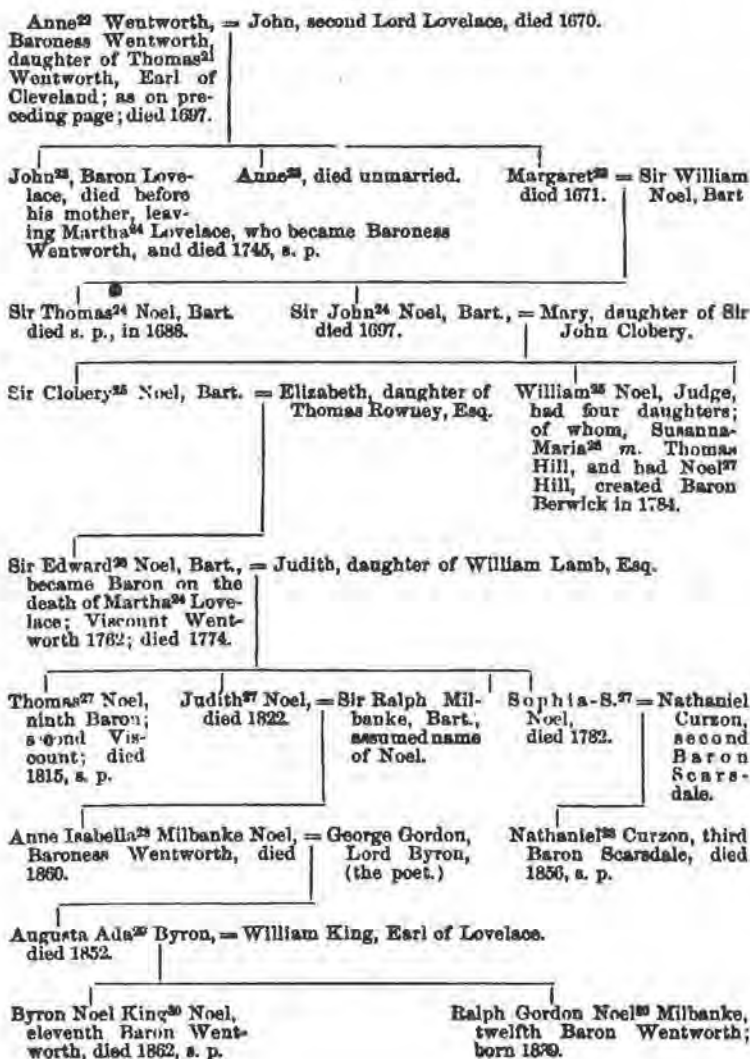 Anne²² Wentworth, = John, second Lord Lovelace, died 1670.
Baroness Wentworth,
daughter of Thomas²¹
Wentworth, Earl of
Cleveland; as on pre-
ceding page; died 1697.
John²³, Baron Love-
lace, died before
his mother, leav-
ing Martha²⁴ Lovelace, who became Baroness
Wentworth, and died 1745, s. p.
Anne²³, died unmarried.
Margaret²³ = Sir William
died 1671. Noel, Bart
Sir Thomas²⁴ Noel, Bart.
died s. p., in 1688.
Sir John²⁴ Noel, Bart., = Mary, daughter of Sir
died 1697. John Clobery.
Sir Clobery²⁵ Noel, Bart. = Elizabeth, daughter of
Thomas Rowney, Esq.
William²⁵ Noel, Judge,
had four daughters;
of whom, Susanna-
Maria²⁶ m. Thomas
Hill, and had Noel²⁷
Hill, created Baron
Berwick in 1784.
Sir Edward²⁶ Noel, Bart., = Judith, daughter of William Lamb, Esq.
became Baron on the
death of Martha²⁴ Love-
lace; Viscount Went-
worth 1762; died 1774.
Thomas²⁷ Noel,
ninth Baron;
second Vis-
count; died
1815, s. p.
Judith²⁷ Noel, = Sir Ralph Mil-
died 1822. banke, Bart.,
assumed name
of Noel.
Sophia-S.²⁷ = Nathaniel
Noel, Curzon,
died 1782. second
Baron
Scars-
dale.
Anne Isabella²⁸ Milbanke Noel, = George Gordon,
Baroness Wentworth, died Lord Byron,
1860. (the poet.)
Nathaniel²⁸ Curzon, third
Baron Scarsdale, died
1856, s. p.
Augusta Ada²⁹ Byron, = William King, Earl of Lovelace.
died 1852.
Byron Noel King³⁰ Noel,
eleventh Baron Went-
worth, died 1862, s. p.
Ralph Gordon Noel³⁰ Milbanke,
twelfth Baron Wentworth;
born 1839.